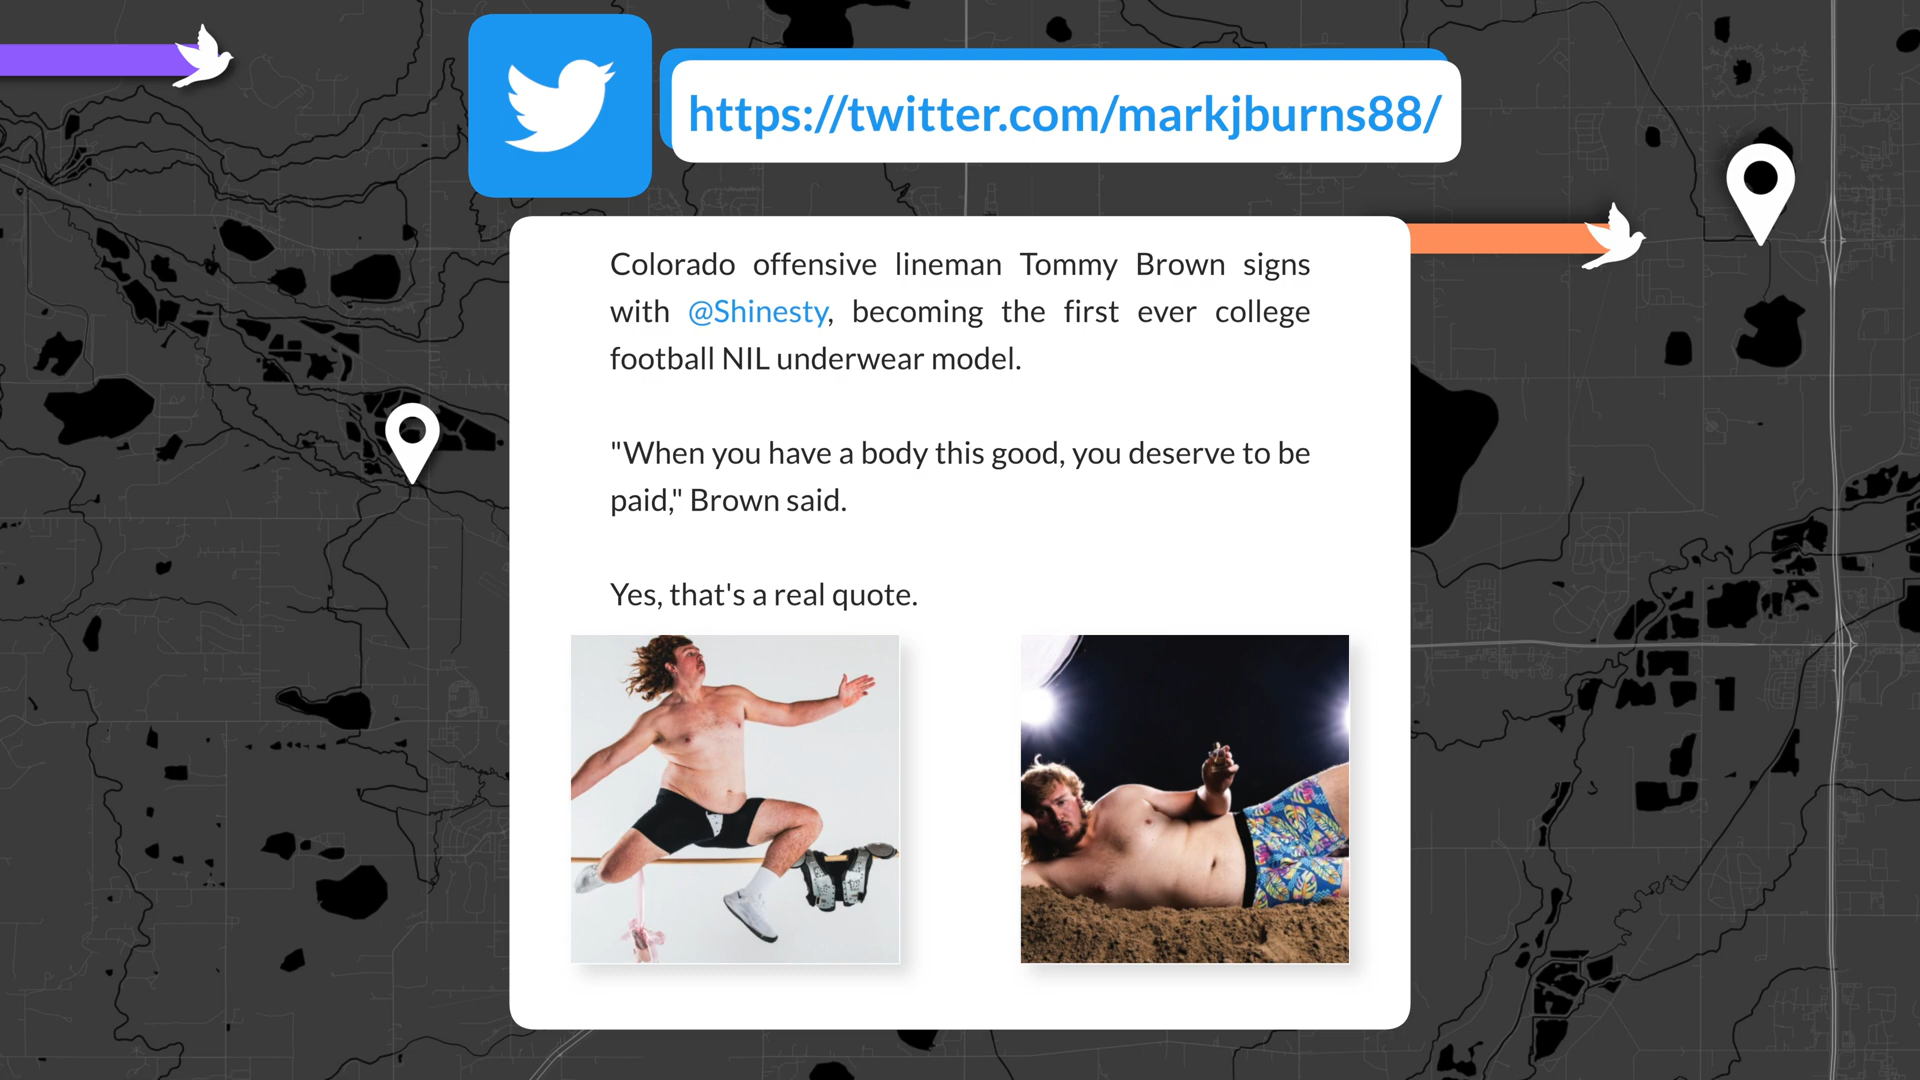 https://twitter.com/markjburns88/
Colorado offensive lineman Tommy Brown signs
with @Shinesty, becoming the first ever college
football NIL underwear model.
"When you have a body this good, you deserve to be
paid," Brown said.
Yes, that's a real quote.